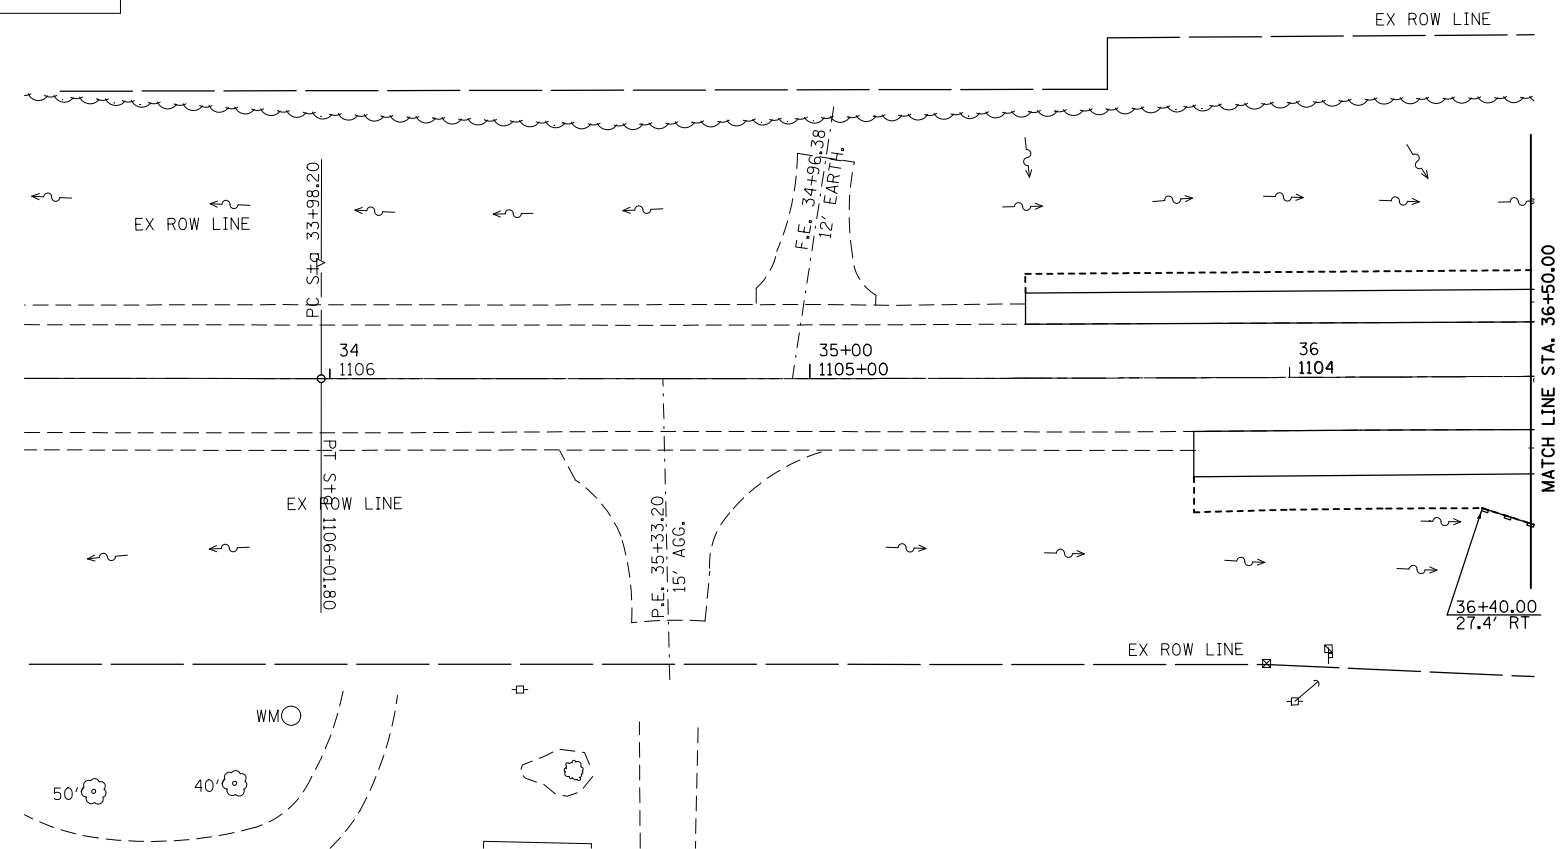 EX ROW LINE
PC Sta 33+98.20
F.E. 34+96.38
12' EARTH.
EX ROW LINE
MATCH LINE STA. 36+50.00
34
1106
35+00
1105+00
36
1104
PT Sta 1106+01.80
EX ROW LINE
P.E. 35+33.20
15' AGG.
36+40.00
27.4' RT
EX ROW LINE
WM
50'
40'